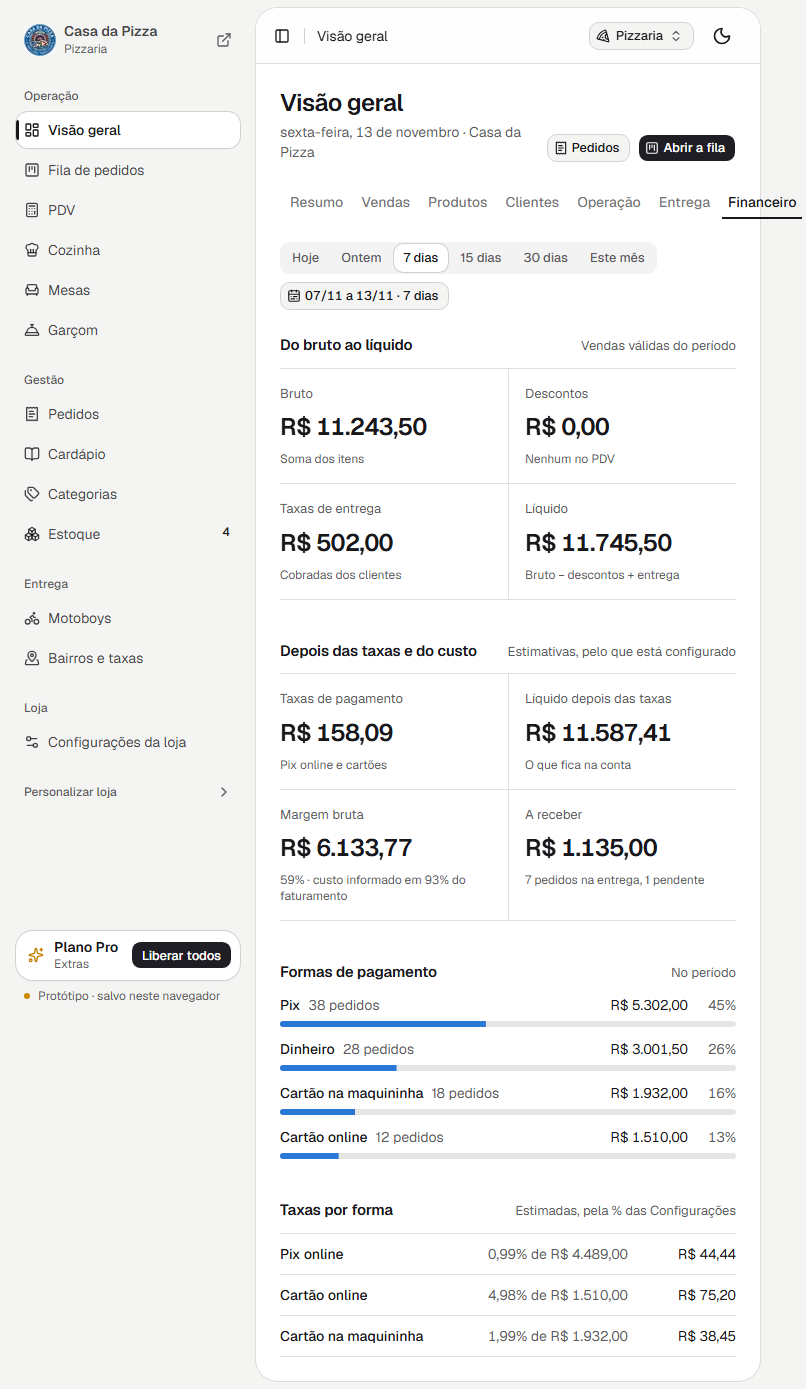 Casa da Pizza
Pizzaria
Operação
Visão geral
Fila de pedidos
PDV
Cozinha
Mesas
Garçom
Gestão
Pedidos
Cardápio
Categorias
Estoque 4
Entrega
Motoboys
Bairros e taxas
Loja
Configurações da loja
Personalizar loja
Plano Pro
Extras
Liberar todos
Protótipo · salvo neste navegador
Visão geral
Pizzaria
Visão geral
sexta-feira, 13 de novembro · Casa da
Pizza
Pedidos
Abrir a fila
Resumo Vendas Produtos Clientes Operação Entrega Financeiro
Hoje Ontem 7 dias 15 dias 30 dias Este mês
07/11 a 13/11 · 7 dias
Do bruto ao líquido Vendas válidas do período
Bruto
R$ 11.243,50
Soma dos itens
Descontos
R$ 0,00
Nenhum no PDV
Taxas de entrega
R$ 502,00
Cobradas dos clientes
Líquido
R$ 11.745,50
Bruto − descontos + entrega
Depois das taxas e do custo Estimativas, pelo que está configurado
Taxas de pagamento
R$ 158,09
Pix online e cartões
Líquido depois das taxas
R$ 11.587,41
O que fica na conta
Margem bruta
R$ 6.133,77
59% · custo informado em 93% do
faturamento
A receber
R$ 1.135,00
7 pedidos na entrega, 1 pendente
Formas de pagamento No período
Pix 38 pedidos R$ 5.302,00 45%
Dinheiro 28 pedidos R$ 3.001,50 26%
Cartão na maquininha 18 pedidos R$ 1.932,00 16%
Cartão online 12 pedidos R$ 1.510,00 13%
Taxas por forma Estimadas, pela % das Configurações
Pix online 0,99% de R$ 4.489,00 R$ 44,44
Cartão online 4,98% de R$ 1.510,00 R$ 75,20
Cartão na maquininha 1,99% de R$ 1.932,00 R$ 38,45